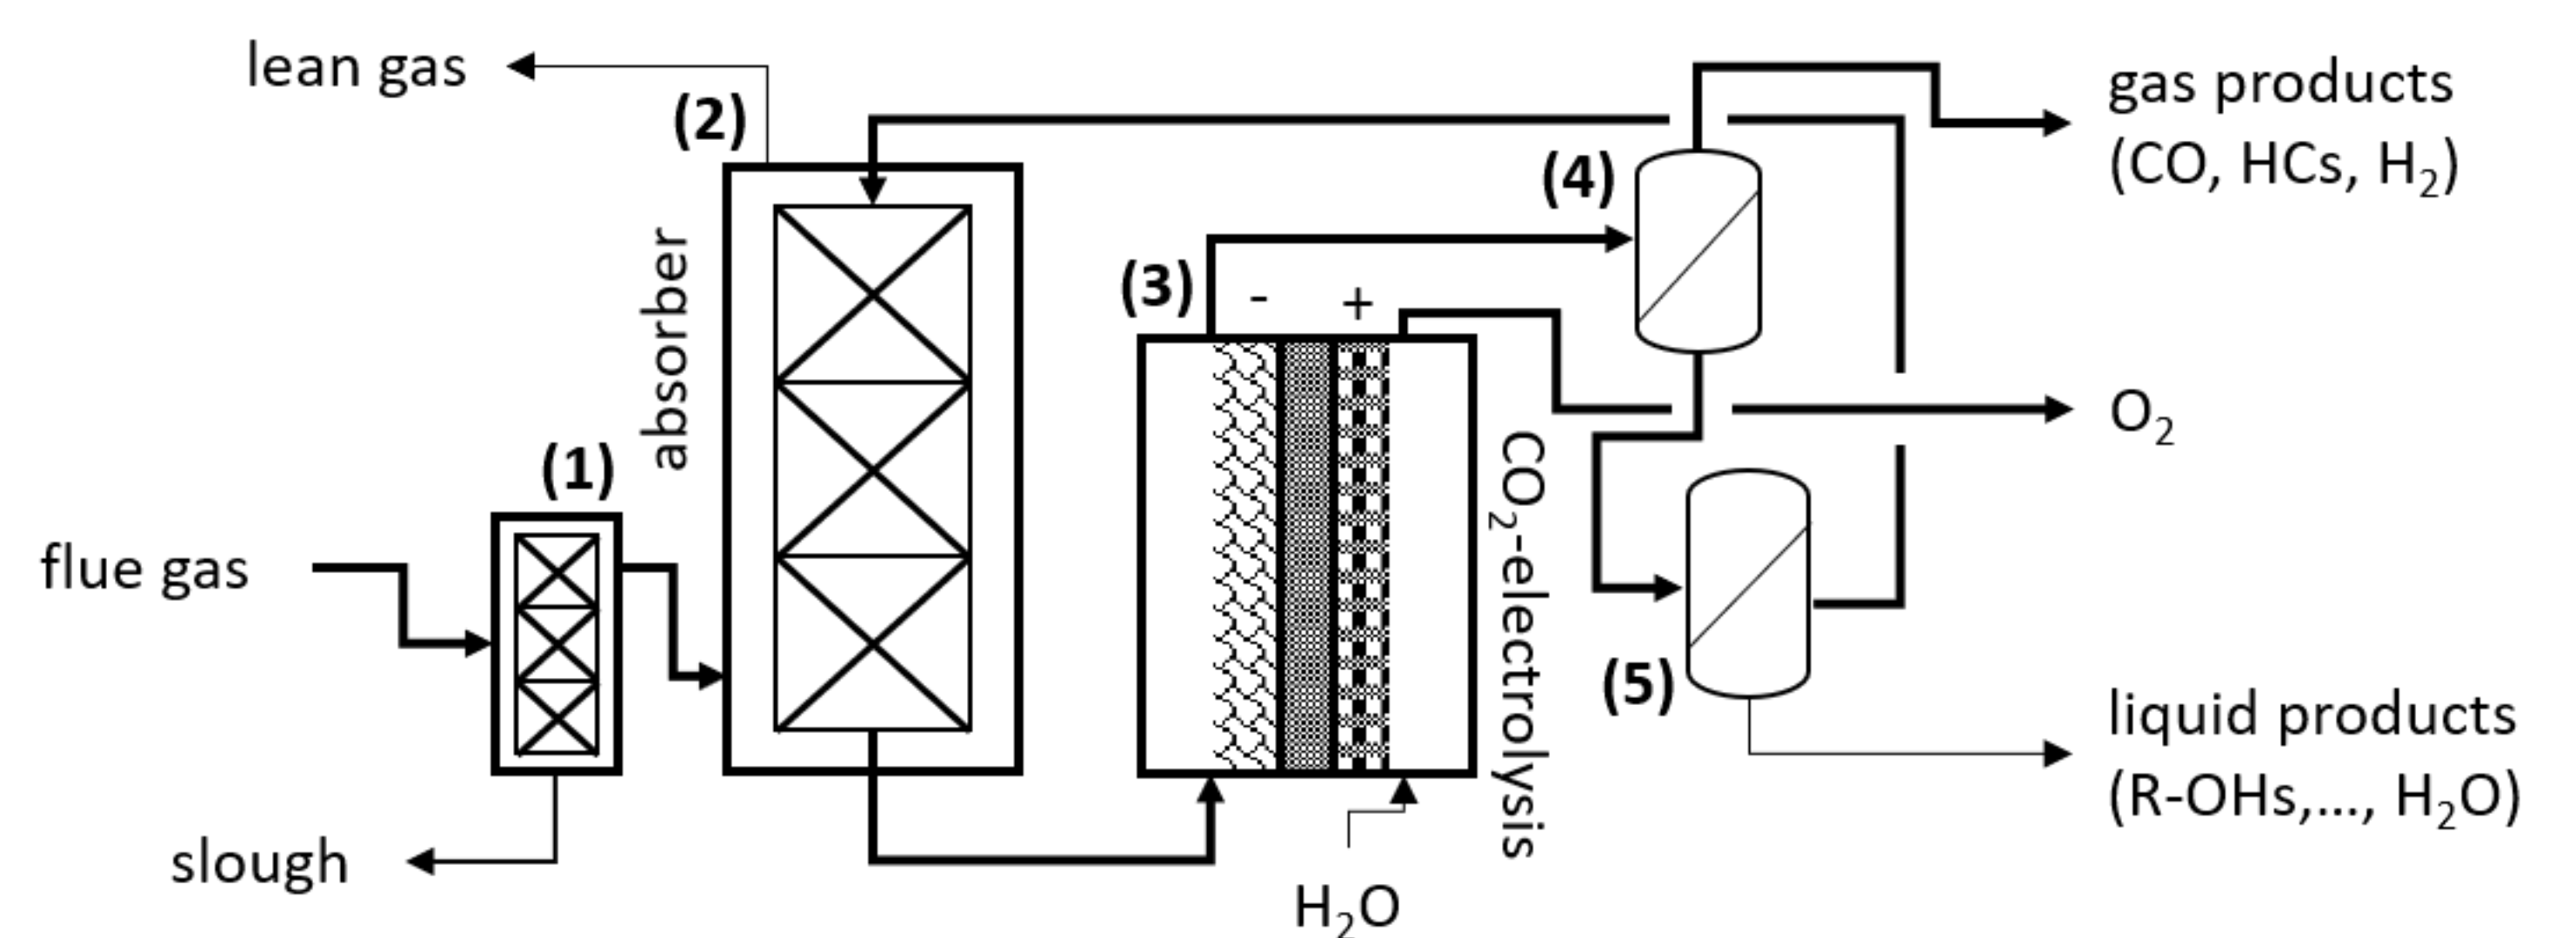 lean gas
(2)
gas products
(CO, HCs, H₂)
(4)
(3)
- +
absorber
(1)
flue gas
O₂
CO₂-electrolysis
(5)
liquid products
(R-OHs,..., H₂O)
slough
H₂O